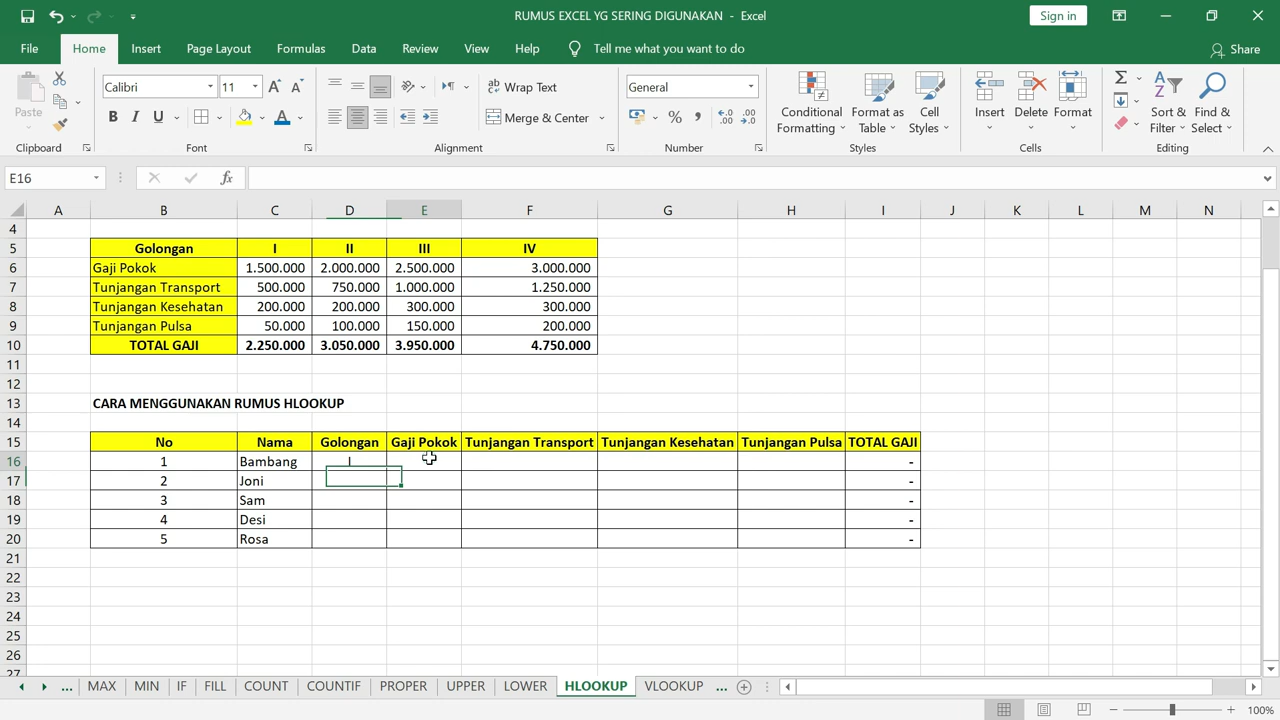 RUMUS EXCEL YG SERING DIGUNAKAN - Excel
Sign in
File Home Insert Page Layout Formulas Data Review View Help Tell me what you want to do Share
Paste
Clipboard
Calibri 11
B I U A
Font
Wrap Text
Merge & Center
Alignment
General
% ,
Number
Conditional Formatting
Format as Table
Cell Styles
Styles
Insert Delete Format
Cells
Sort & Filter
Find & Select
Editing
E16 fx
A B C D E F G H I J K L M N
4
5 Golongan I II III IV
6 Gaji Pokok 1.500.000 2.000.000 2.500.000 3.000.000
7 Tunjangan Transport 500.000 750.000 1.000.000 1.250.000
8 Tunjangan Kesehatan 200.000 200.000 300.000 300.000
9 Tunjangan Pulsa 50.000 100.000 150.000 200.000
10 TOTAL GAJI 2.250.000 3.050.000 3.950.000 4.750.000
11
12
13 CARA MENGGUNAKAN RUMUS HLOOKUP
14
15 No Nama Golongan Gaji Pokok Tunjangan Transport Tunjangan Kesehatan Tunjangan Pulsa TOTAL GAJI
16 1 Bambang I -
17 2 Joni -
18 3 Sam -
19 4 Desi -
20 5 Rosa -
21
22
23
24
25
26
27
... MAX MIN IF FILL COUNT COUNTIF PROPER UPPER LOWER HLOOKUP VLOOKUP ...
100%